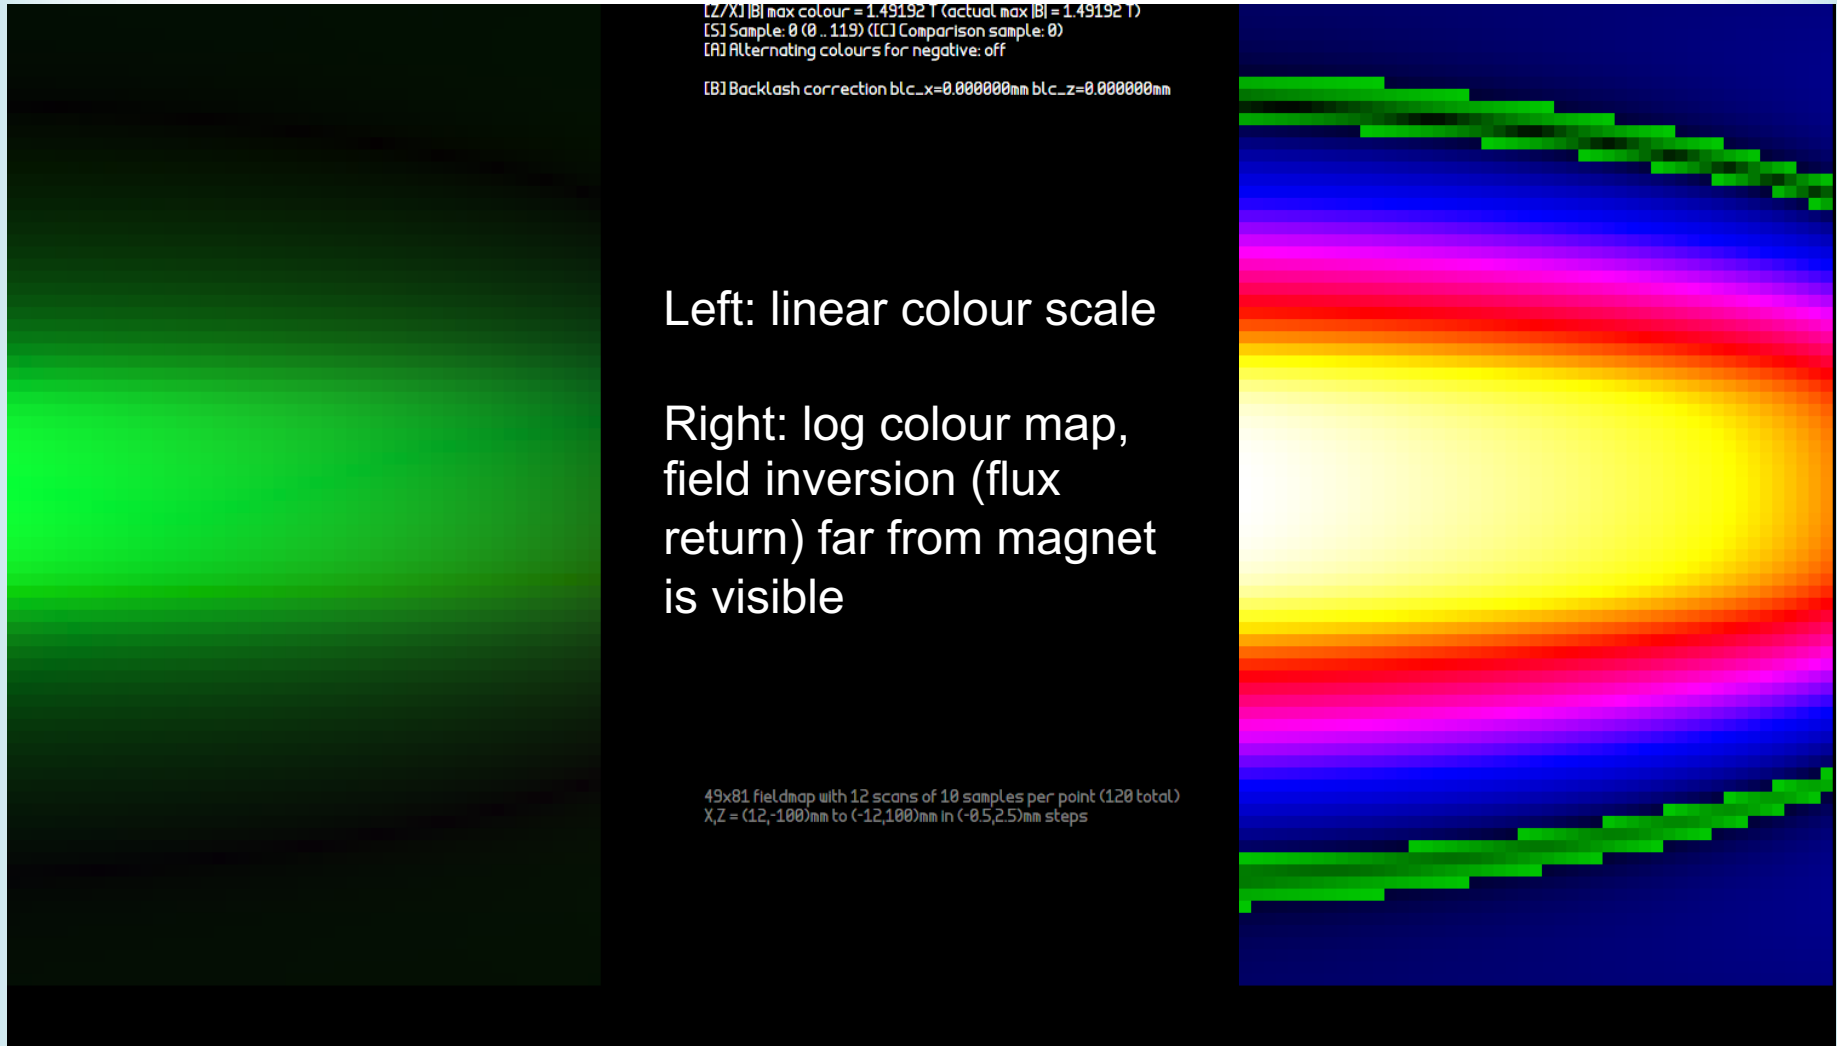 [Z/X] |B| max colour = 1.49192 T (actual max |B| = 1.49192 T)
[S] Sample: 0 (0 .. 119) ([C] Comparison sample: 0)
[A] Alternating colours for negative: off
[B] Backlash correction blc_x=0.000000mm blc_z=0.000000mm
Left: linear colour scale
Right: log colour map,
field inversion (flux
return) far from magnet
is visible
49x81 fieldmap with 12 scans of 10 samples per point (120 total)
X,Z = (12,-100)mm to (-12,100)mm in (-0.5,2.5)mm steps